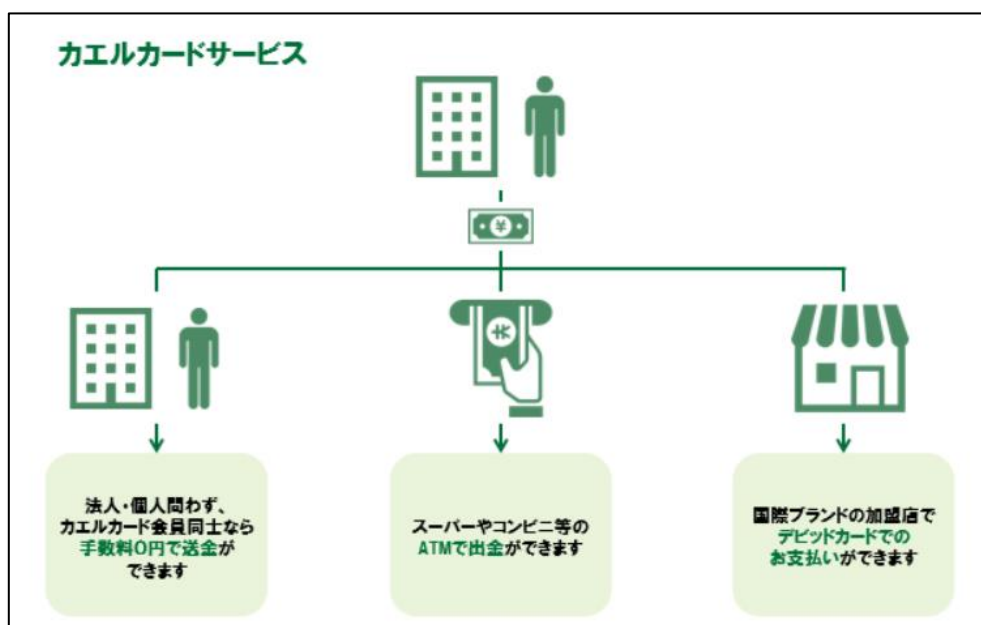 カエルカードサービス
¥
¥
法人・個人問わず、
カエルカード会員同士なら
手数料0円で送金が
できます
スーパーやコンビニ等の
ATMで出金ができます
国際ブランドの加盟店で
デビッドカードでの
お支払いができます